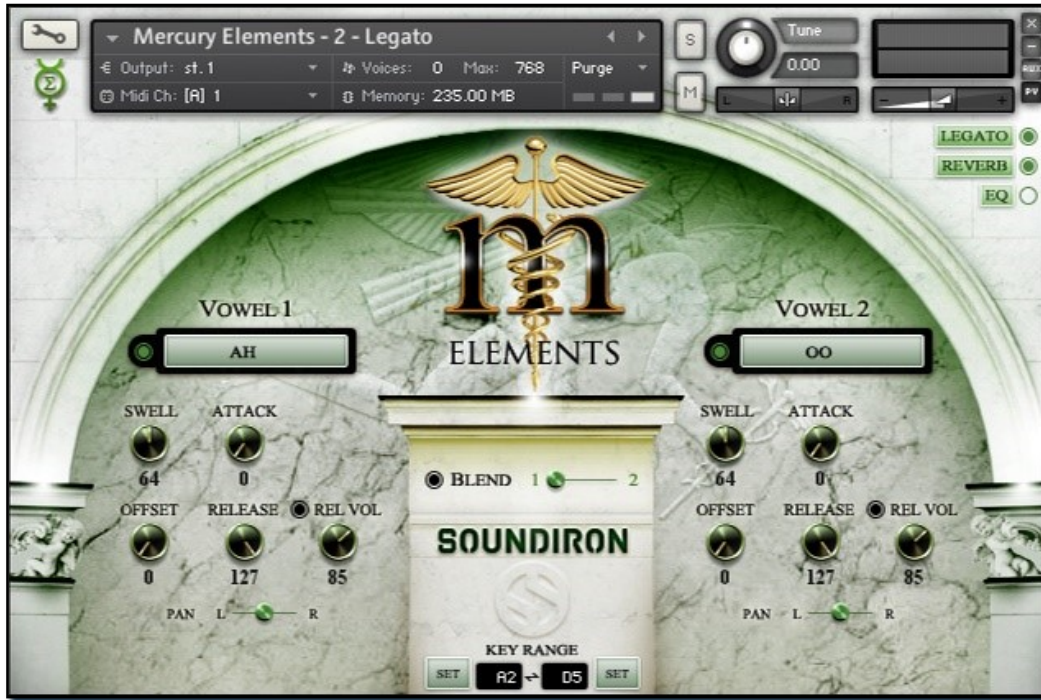 Mercury Elements - 2 - Legato
Output: st.1 Voices: 0 Max: 768 Purge
Midi Ch: [A] 1 Memory: 235.00 MB
S
M
Tune
0.00
L R
- +
×
−
AUX
PV
LEGATO
REVERB
EQ
m
ELEMENTS
VOWEL 1
AH
SWELL ATTACK
64 0
OFFSET RELEASE REL VOL
0 127 85
PAN L R
BLEND 1 2
SOUNDIRON
KEY RANGE
SET A2 D5 SET
VOWEL 2
OO
SWELL ATTACK
64 0
OFFSET RELEASE REL VOL
0 127 85
PAN L R